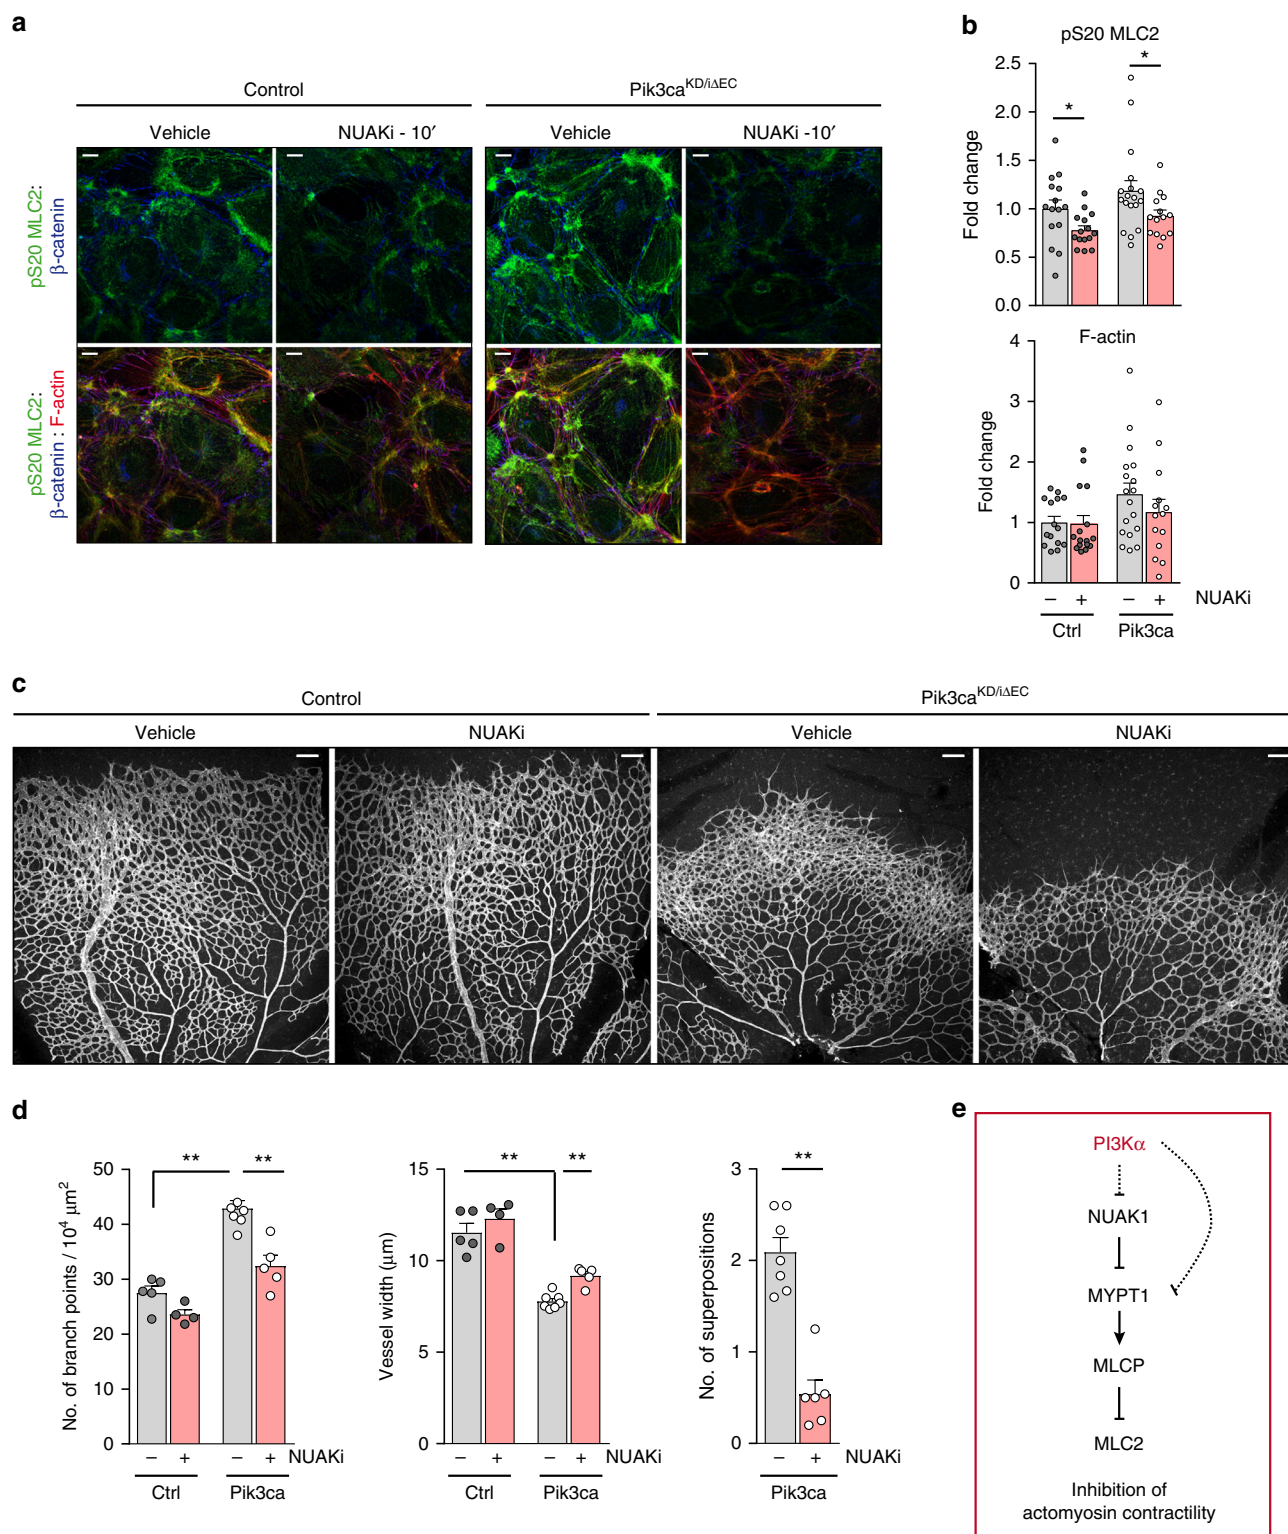 a
Control
Pik3ca^KD/iΔEC
Vehicle
NUAKi - 10′
Vehicle
NUAKi -10′
pS20 MLC2:
β-catenin
pS20 MLC2:
β-catenin : F-actin
b
pS20 MLC2
Fold change
2.5
2.0
1.5
1.0
0.5
0.0
*
*
F-actin
Fold change
4
3
2
1
0
− + − + NUAKi
Ctrl Pik3ca
c
Control
Pik3ca^KD/iΔEC
Vehicle
NUAKi
Vehicle
NUAKi
d
No. of branch points / 10⁴ μm²
50
40
30
20
10
0
** **
− + − + NUAKi
Ctrl Pik3ca
Vessel width (μm)
15
10
5
0
** **
− + − + NUAKi
Ctrl Pik3ca
No. of superpositions
3
2
1
0
**
− + NUAKi
Pik3ca
e
PI3Kα
NUAK1
MYPT1
MLCP
MLC2
Inhibition of
actomyosin contractility